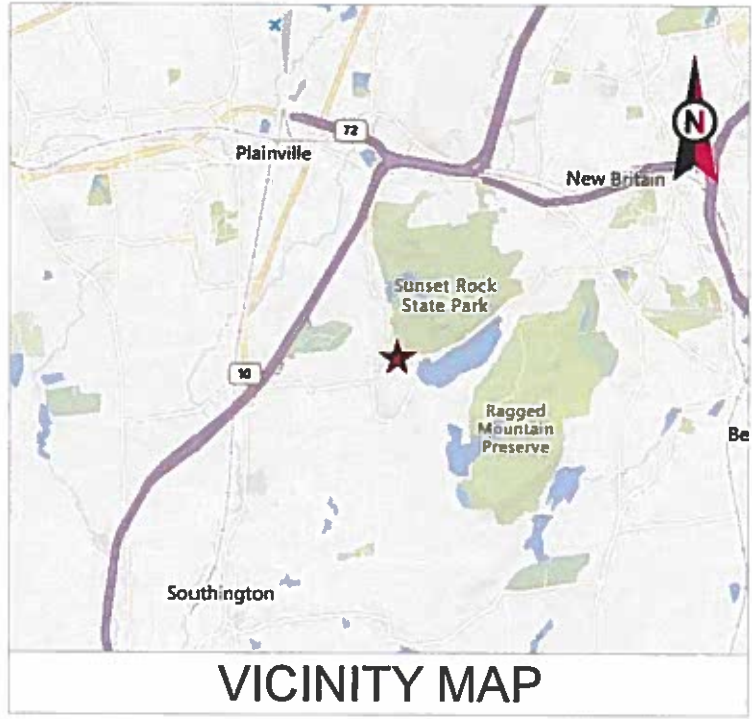 72
Plainville
N
New Britain
Sunset Rock
State Park
10
Ragged
Mountain
Preserve
Be
Southington
VICINITY MAP